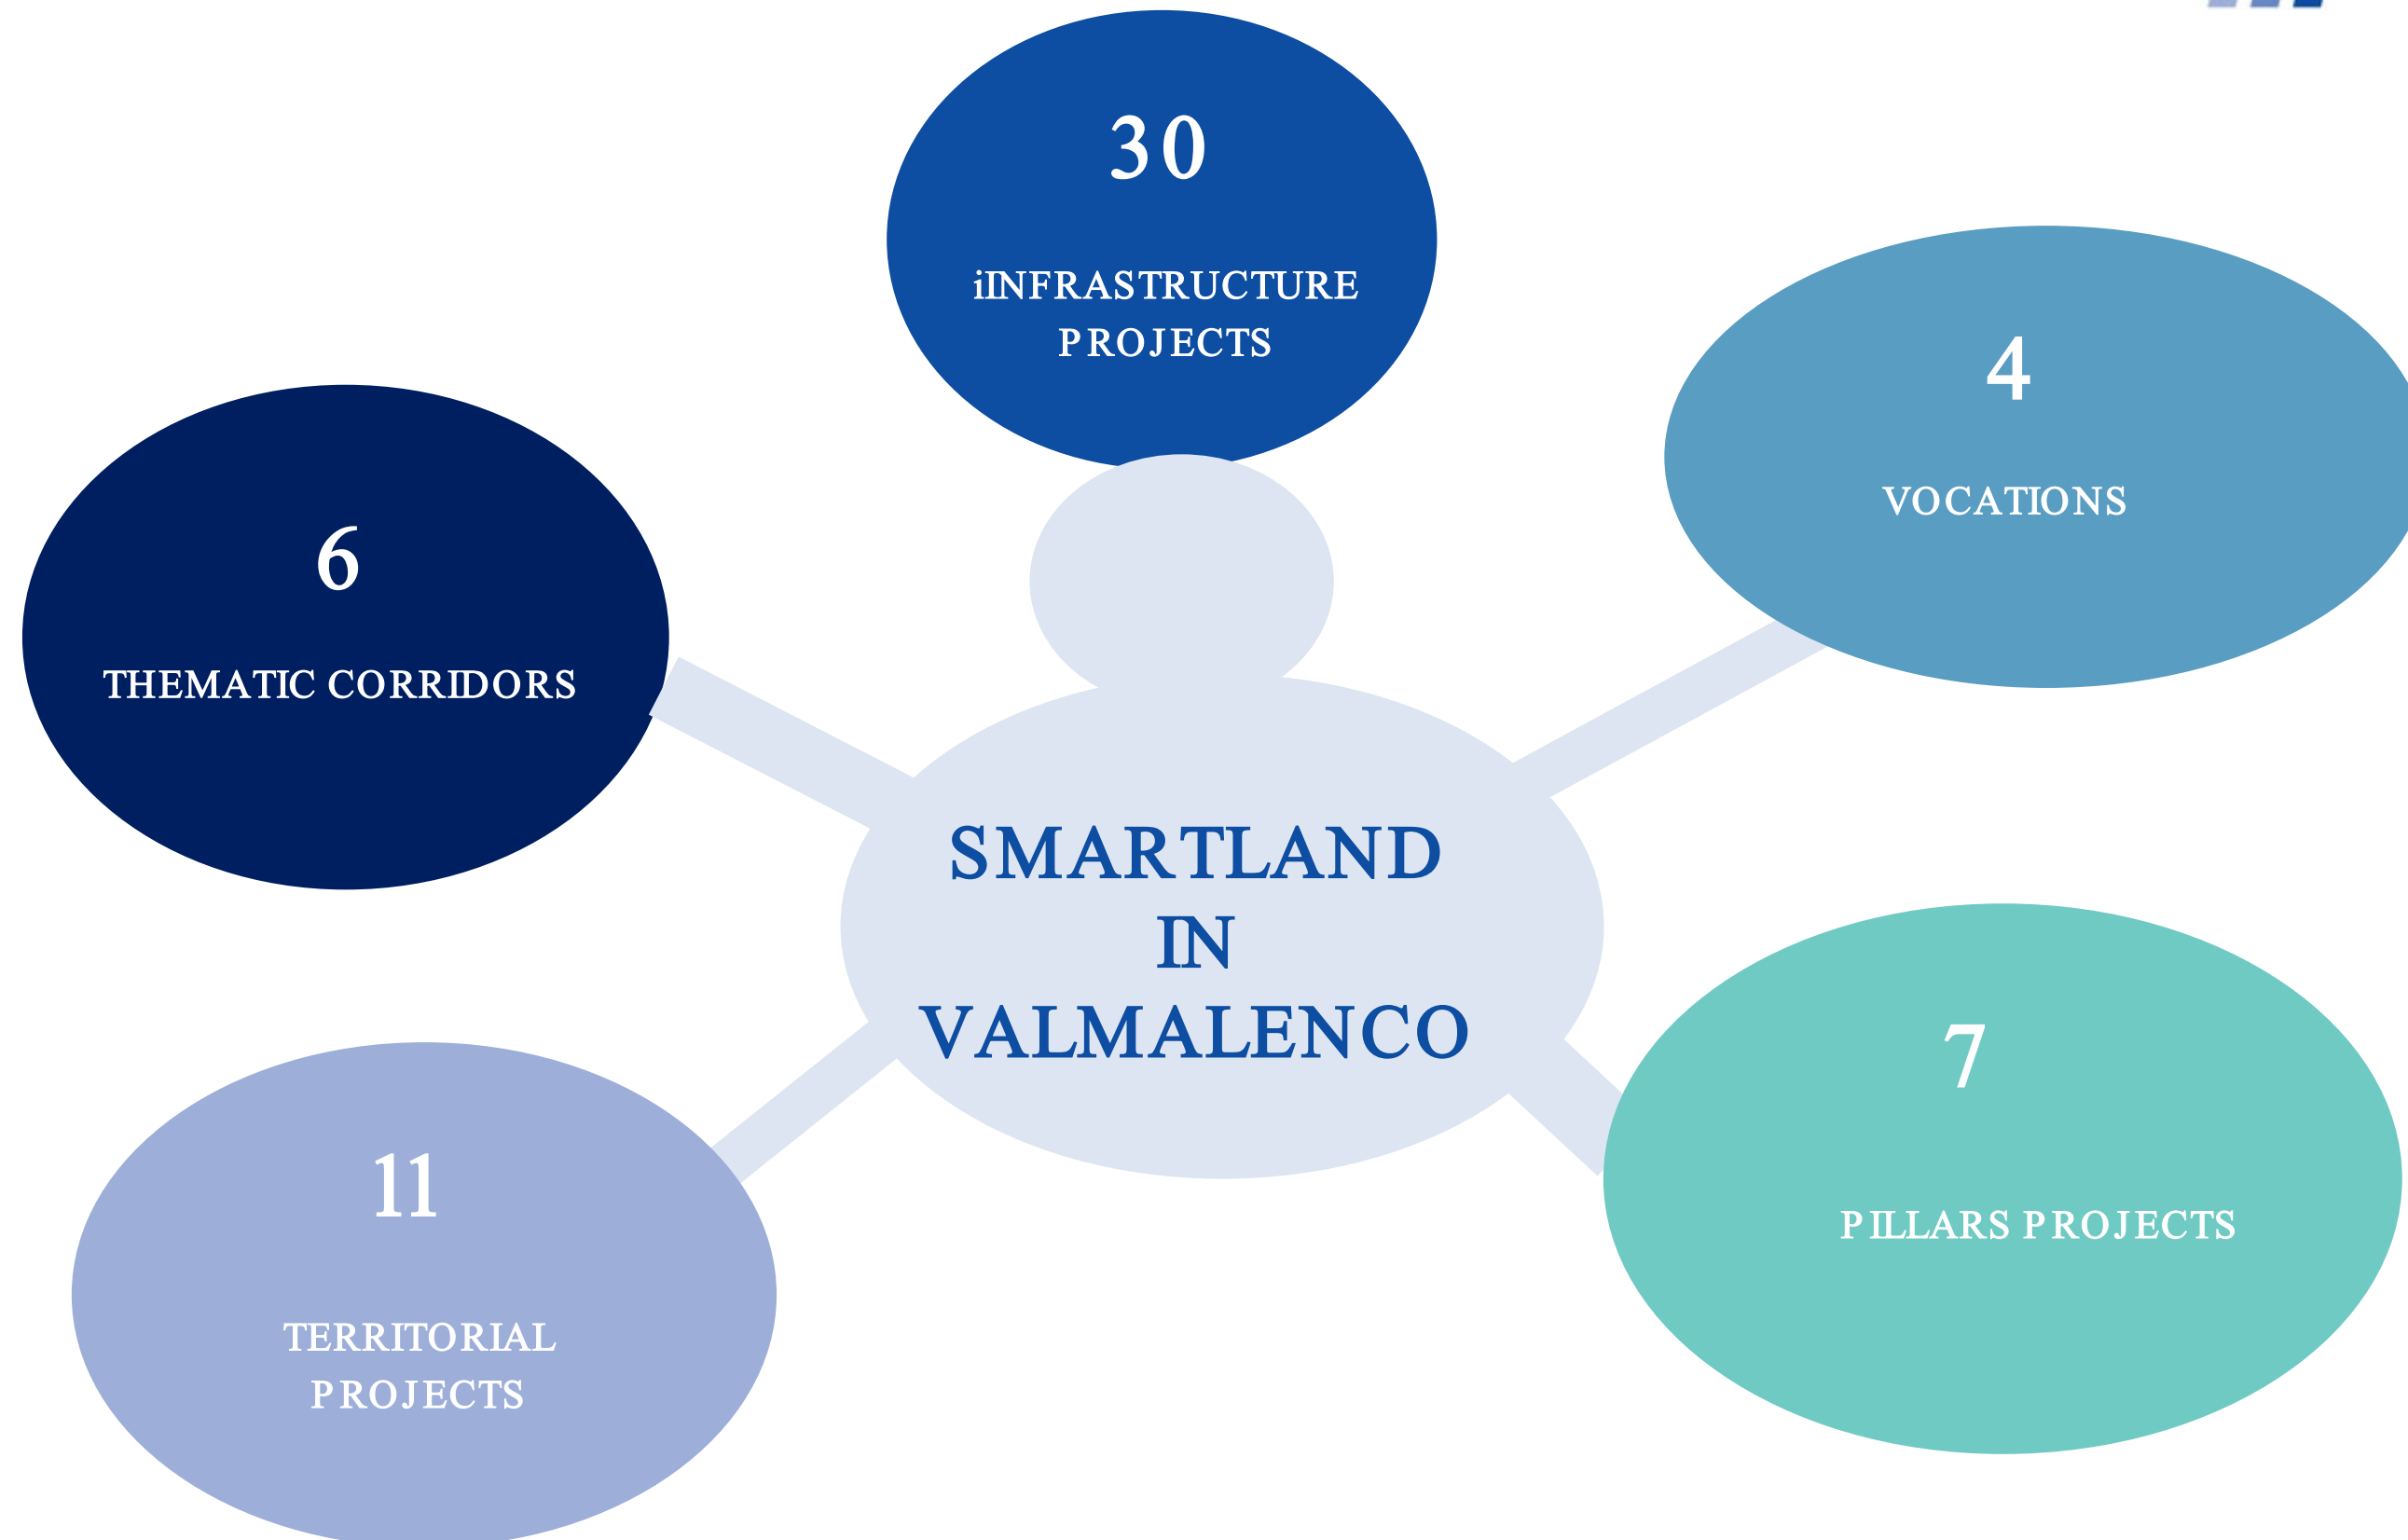 30
iINFRASTRUCTURE
PROJECTS
4
VOCATIONS
6
THEMATIC CORRIDORS
SMARTLAND
IN
VALMALENCO
7
PILLARS PROJECTS
11
TERRITORIAL
PROJECTS